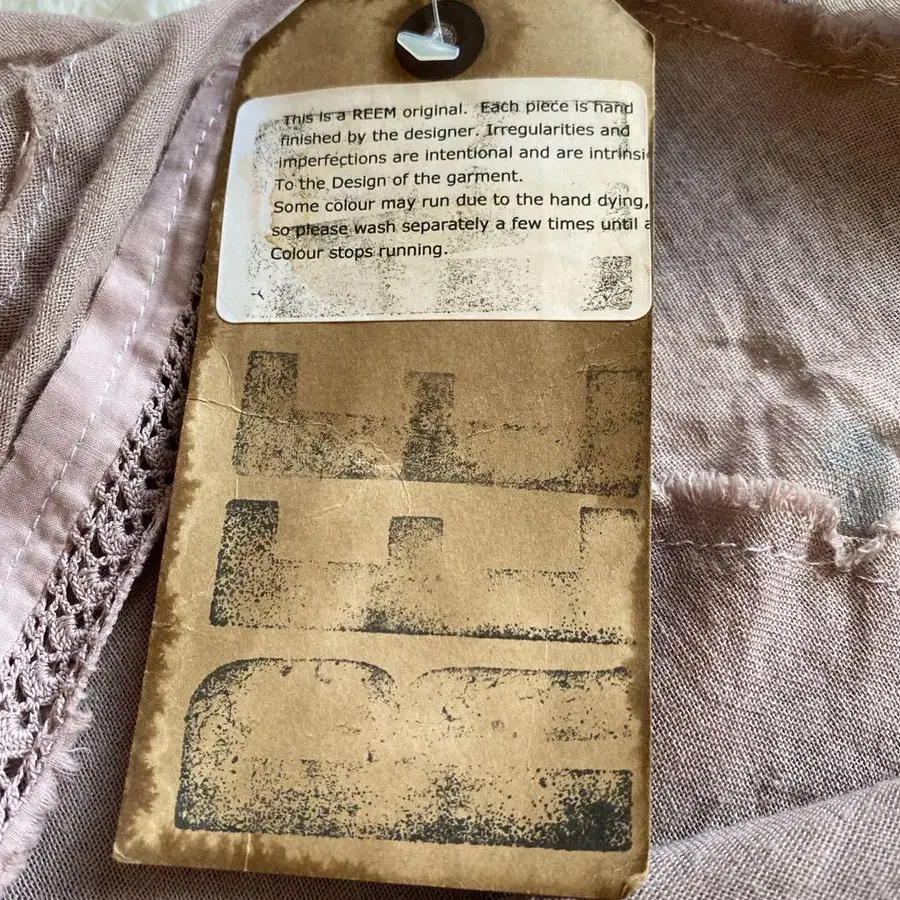 This is a REEM original. Each piece is hand
finished by the designer. Irregularities and
imperfections are intentional and are intrinsi
To the Design of the garment.
Some colour may run due to the hand dying,
so please wash separately a few times until a
Colour stops running.
REEM